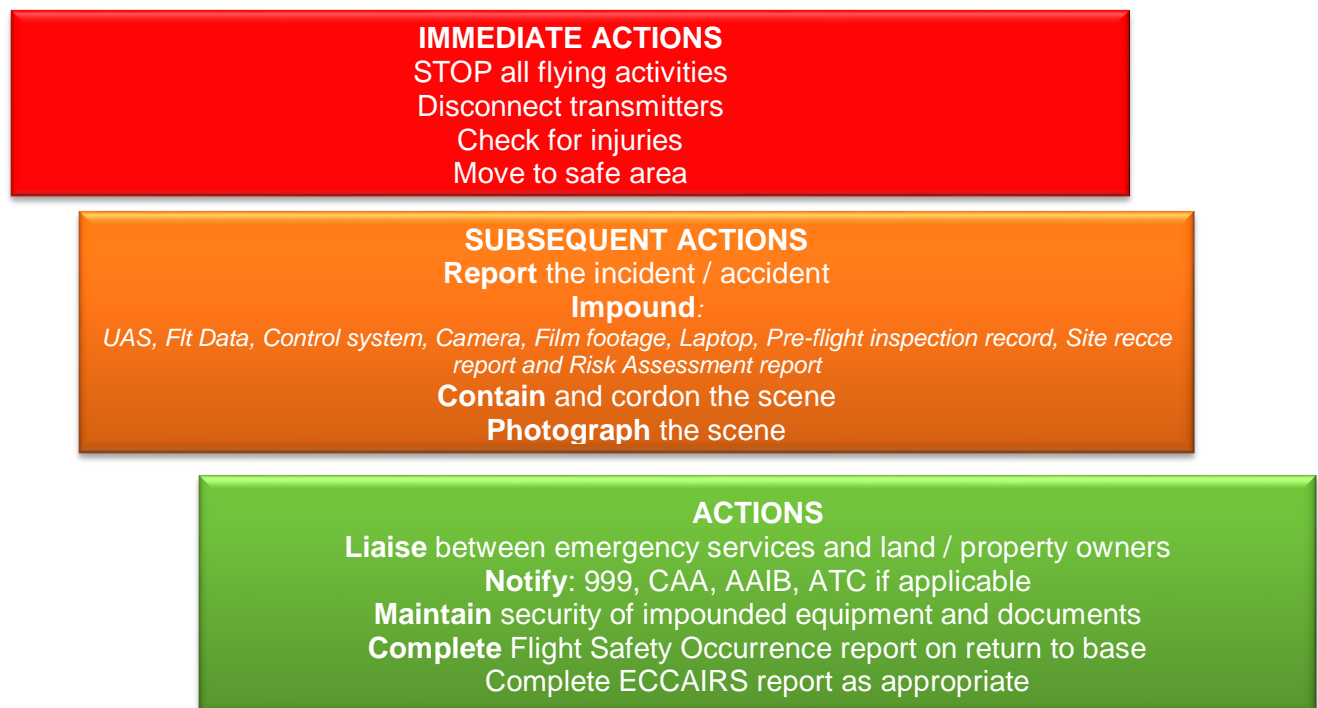 IMMEDIATE ACTIONS
STOP all flying activities
Disconnect transmitters
Check for injuries
Move to safe area
SUBSEQUENT ACTIONS
Report the incident / accident
Impound:
UAS, Flt Data, Control system, Camera, Film footage, Laptop, Pre-flight inspection record, Site recce
report and Risk Assessment report
Contain and cordon the scene
Photograph the scene
ACTIONS
Liaise between emergency services and land / property owners
Notify: 999, CAA, AAIB, ATC if applicable
Maintain security of impounded equipment and documents
Complete Flight Safety Occurrence report on return to base
Complete ECCAIRS report as appropriate